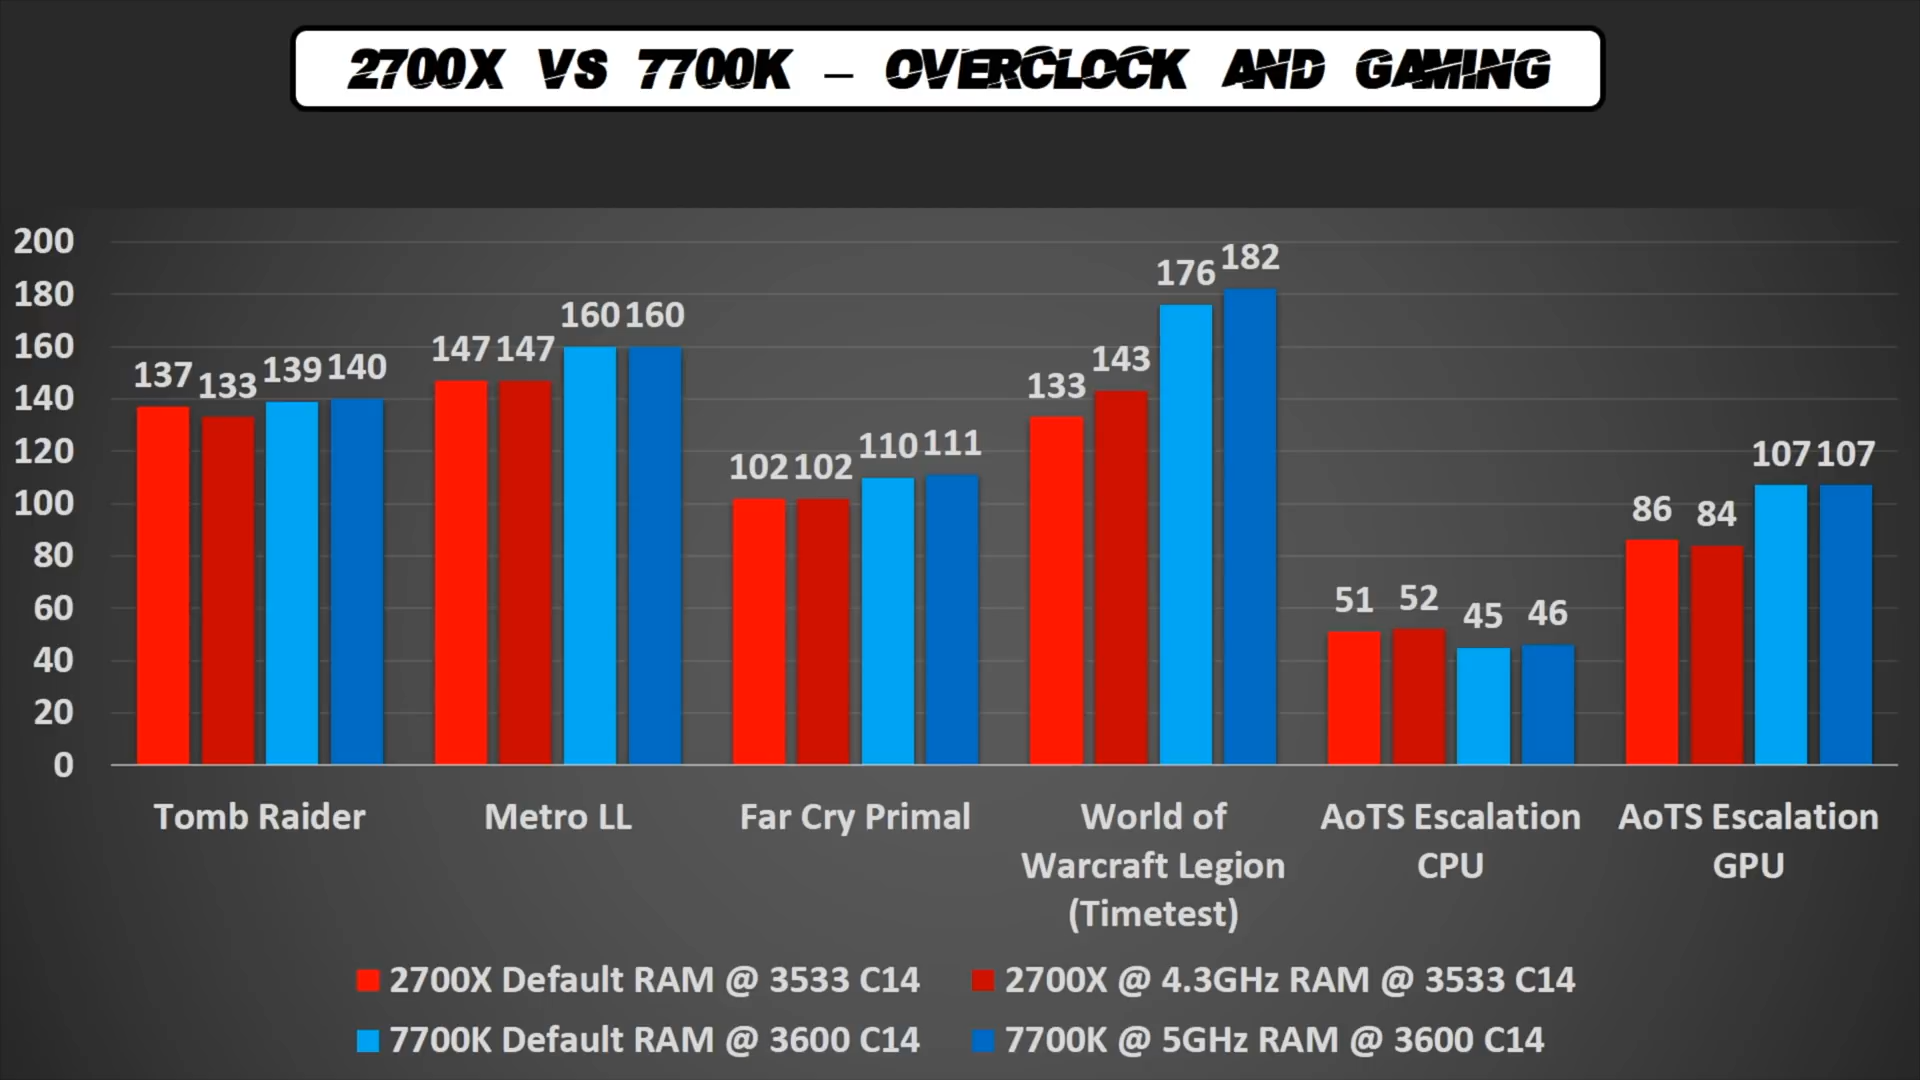 2700X VS 7700K – OVERCLOCK AND GAMING
200
180
160
140
120
100
80
60
40
20
0
137 133 139 140
147 147 160 160
102 102 110 111
133 143 176 182
51 52 45 46
86 84 107 107
Tomb Raider
Metro LL
Far Cry Primal
World of
Warcraft Legion
(Timetest)
AoTS Escalation
CPU
AoTS Escalation
GPU
2700X Default RAM @ 3533 C14
2700X @ 4.3GHz RAM @ 3533 C14
7700K Default RAM @ 3600 C14
7700K @ 5GHz RAM @ 3600 C14